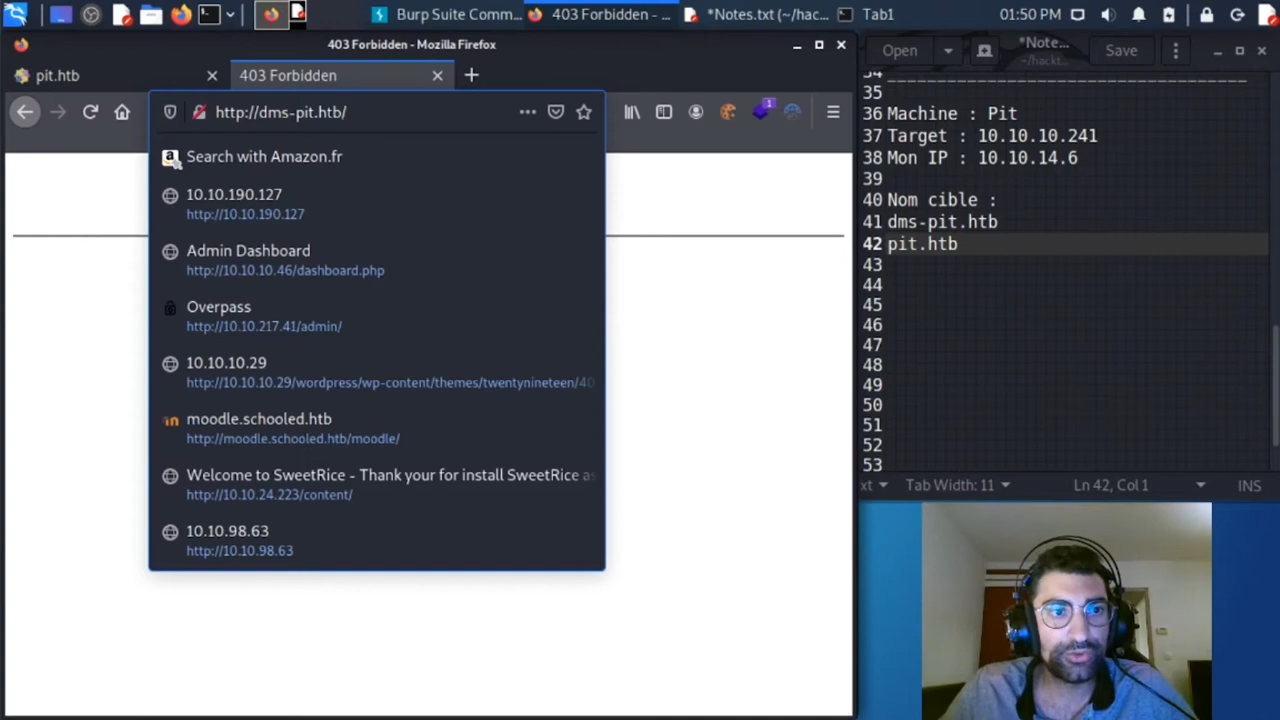 Burp Suite Comm...
403 Forbidden - ...
*Notes.txt (~/hac...
Tab1
01:50 PM
403 Forbidden - Mozilla Firefox
pit.htb
403 Forbidden
http://dms-pit.htb/
1
Search with Amazon.fr
10.10.190.127
http://10.10.190.127
Admin Dashboard
http://10.10.10.46/dashboard.php
Overpass
http://10.10.217.41/admin/
10.10.10.29
http://10.10.10.29/wordpress/wp-content/themes/twentynineteen/40
moodle.schooled.htb
http://moodle.schooled.htb/moodle/
Welcome to SweetRice - Thank your for install SweetRice as
http://10.10.24.223/content/
10.10.98.63
http://10.10.98.63
Open
*Note...
~/hackt...
Save
34
35
36 Machine : Pit
37 Target : 10.10.10.241
38 Mon IP : 10.10.14.6
39
40 Nom cible :
41 dms-pit.htb
42 pit.htb
43
44
45
46
47
48
49
50
51
52
53
xt
Tab Width: 11
Ln 42, Col 1
INS